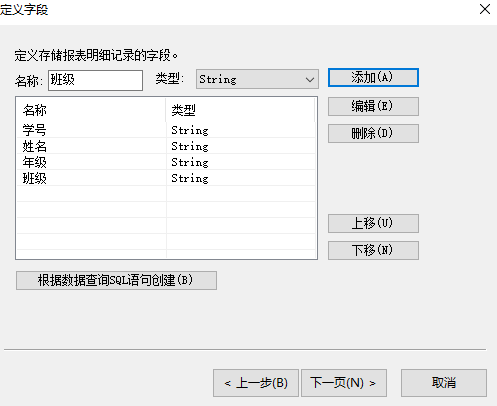 定义字段
定义存储报表明细记录的字段。
名称: 班级 类型: String 添加(A)
编辑(E)
删除(D)
名称 类型
学号 String
姓名 String
年级 String
班级 String
上移(U)
下移(N)
根据数据查询SQL语句创建(B)
< 上一步(B) 下一页(N) > 取消